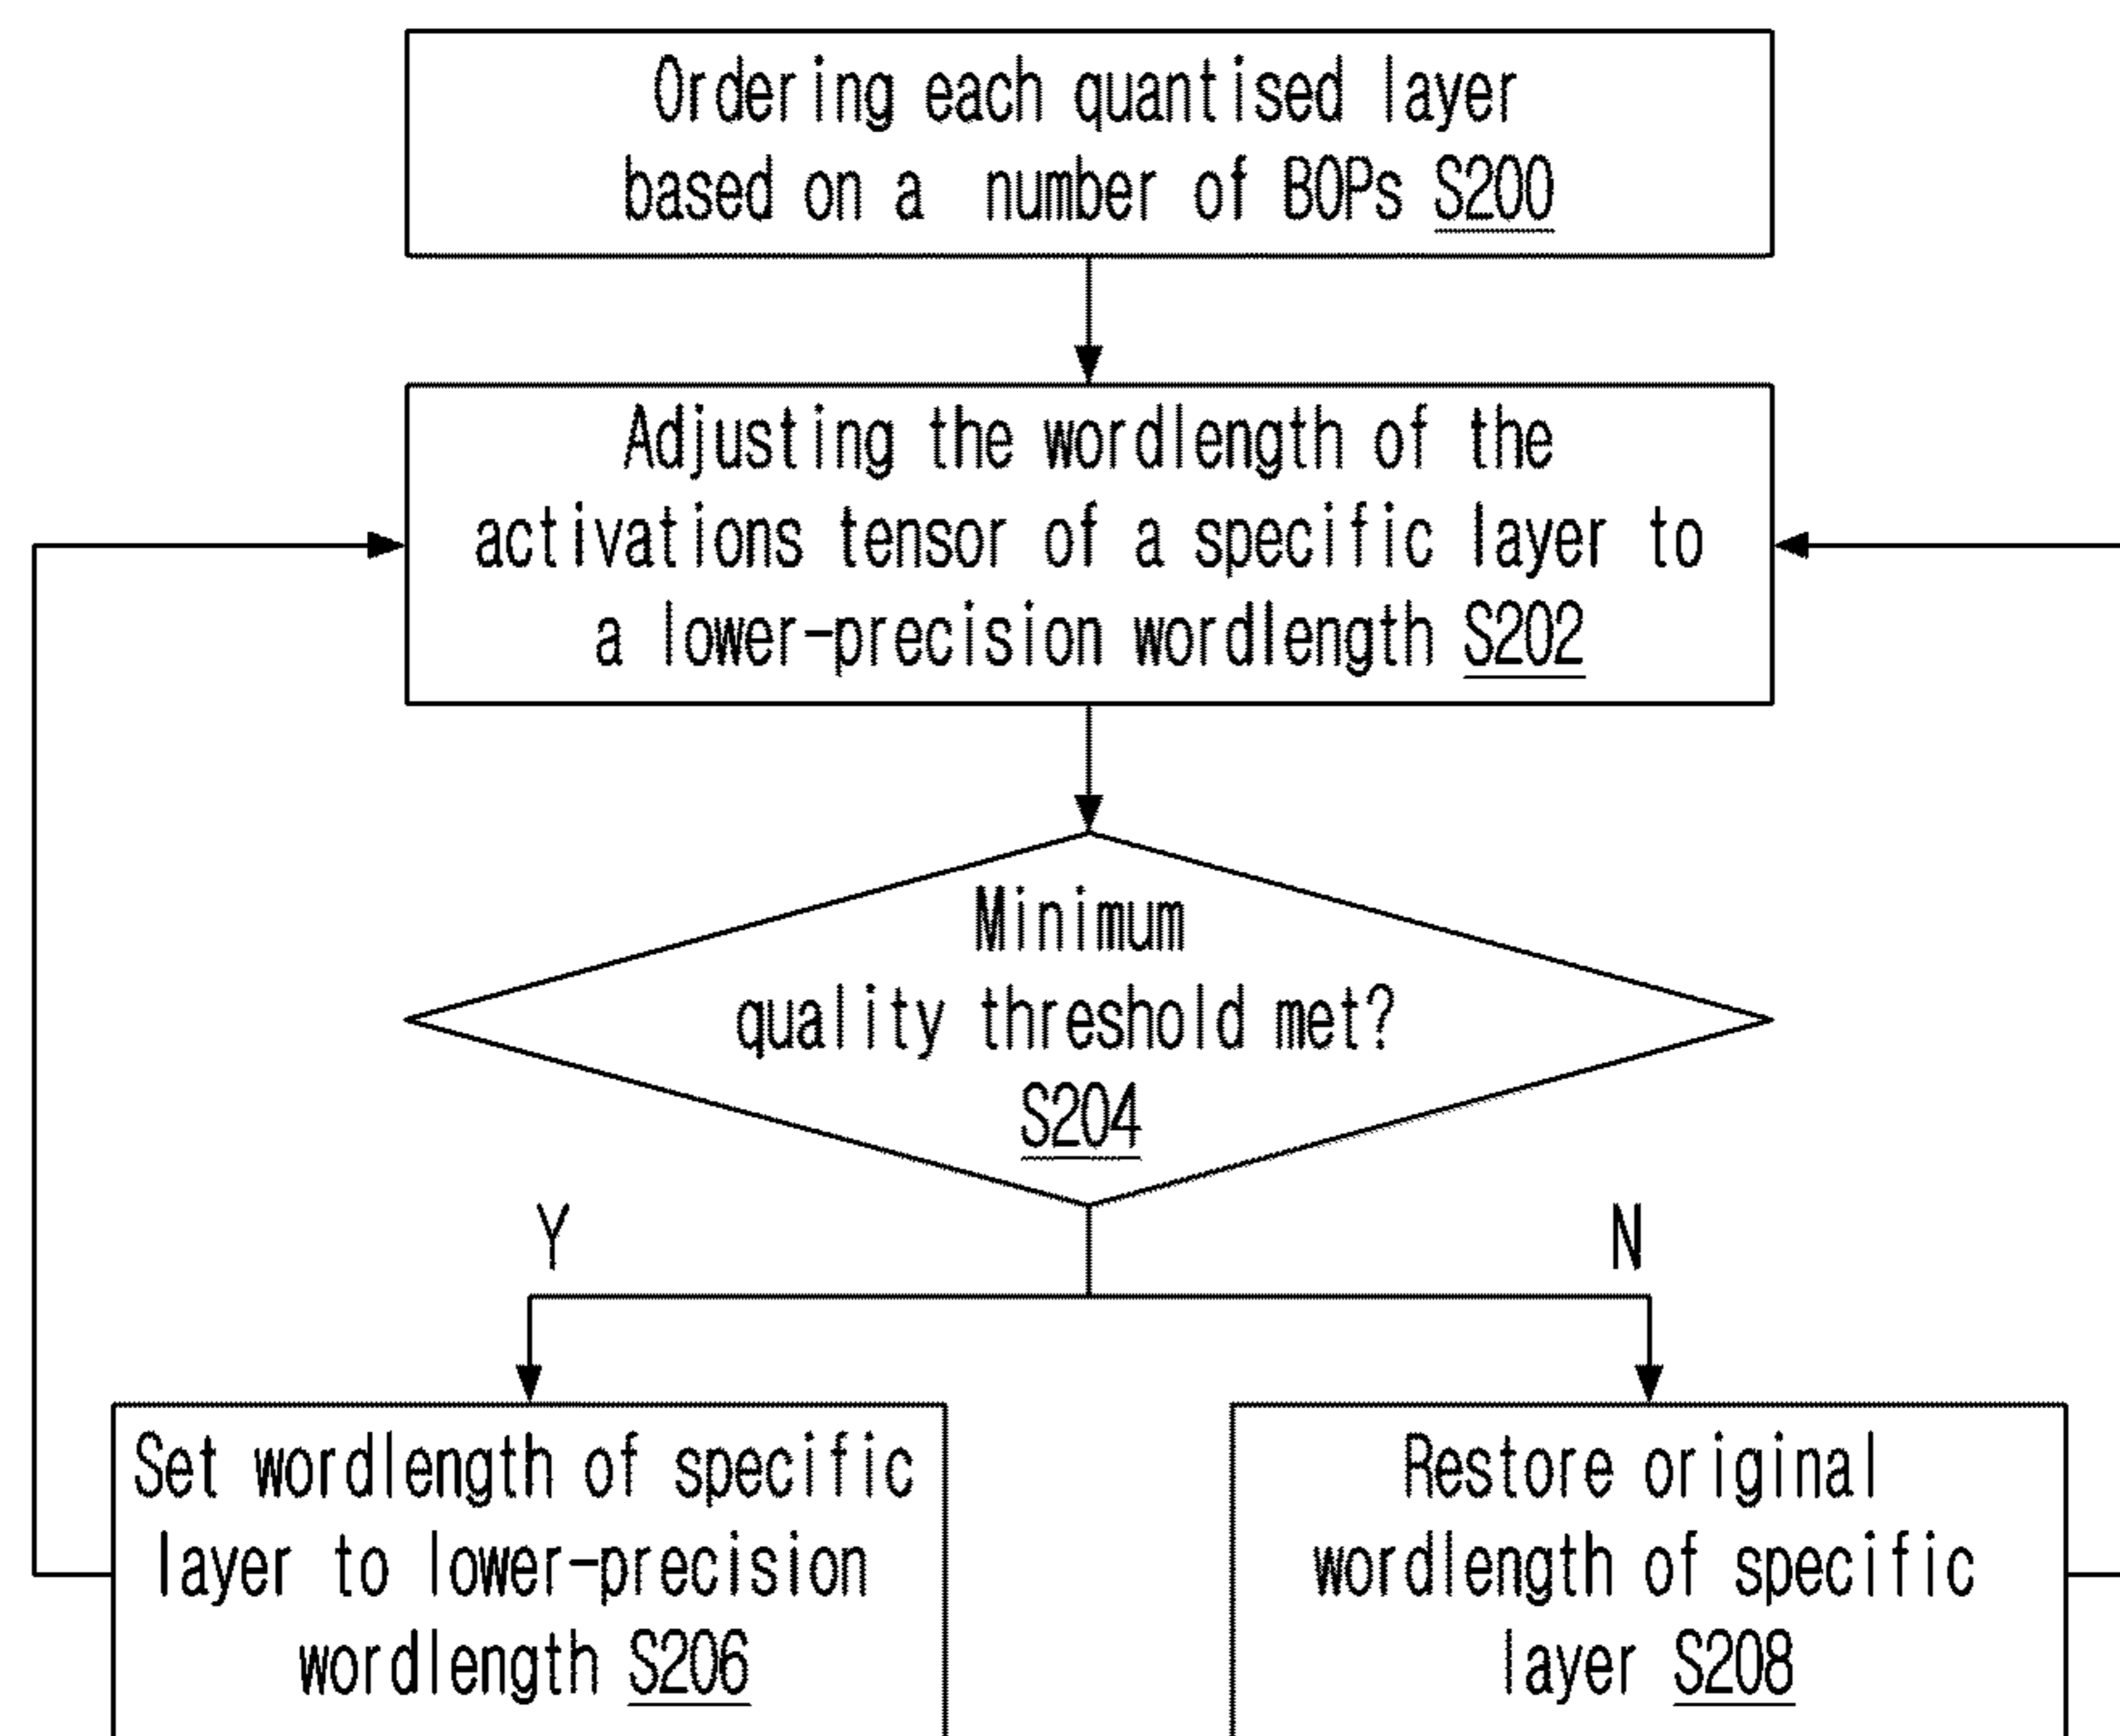 Ordering each quantised layer
based on a number of BOPs S200
Adjusting the wordlength of the
activations tensor of a specific layer to
a lower-precision wordlength S202
Minimum
quality threshold met?
S204
Y
N
Set wordlength of specific
layer to lower-precision
wordlength S206
Restore original
wordlength of specific
layer S208